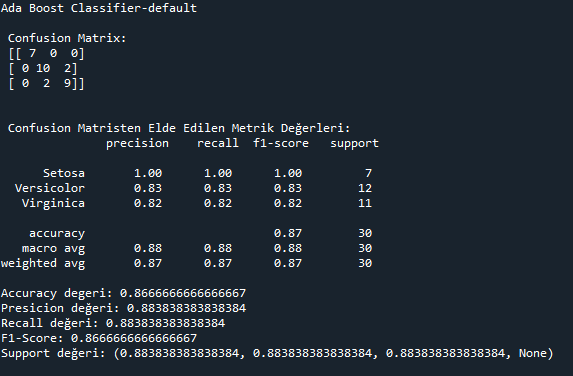 Ada Boost Classifier-default
Confusion Matrix:
[[ 7  0  0]
[ 0 10  2]
[ 0  2  9]]
Confusion Matristen Elde Edilen Metrik Değerleri:
precision    recall  f1-score   support
Setosa       1.00      1.00      1.00         7
Versicolor       0.83      0.83      0.83        12
Virginica       0.82      0.82      0.82        11
accuracy                           0.87        30
macro avg       0.88      0.88      0.88        30
weighted avg       0.87      0.87      0.87        30
Accuracy degeri: 0.8666666666666667
Presicion değeri: 0.883838383838384
Recall değeri: 0.883838383838384
F1-Score: 0.8666666666666667
Support değeri: (0.883838383838384, 0.883838383838384, 0.883838383838384, None)